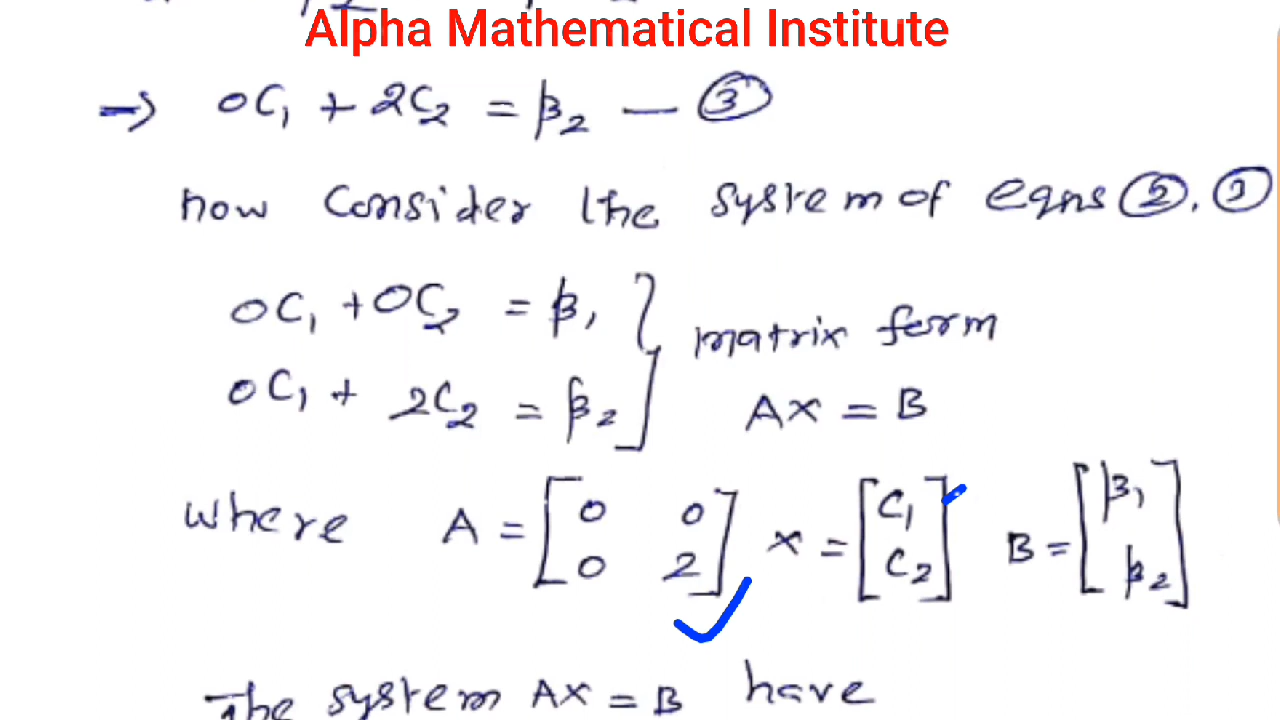 Alpha Mathematical Institute
⇒ 0C₁ + 2C₂ = β₂ — ③
now consider the system of eqns ②, ③
0C₁ + 0C₂ = β₁
0C₁ + 2C₂ = β₂
matrix form
AX = B
where A = [0 0; 0 2] X = [C₁; C₂] B = [β₁; β₂]
The system AX = B have